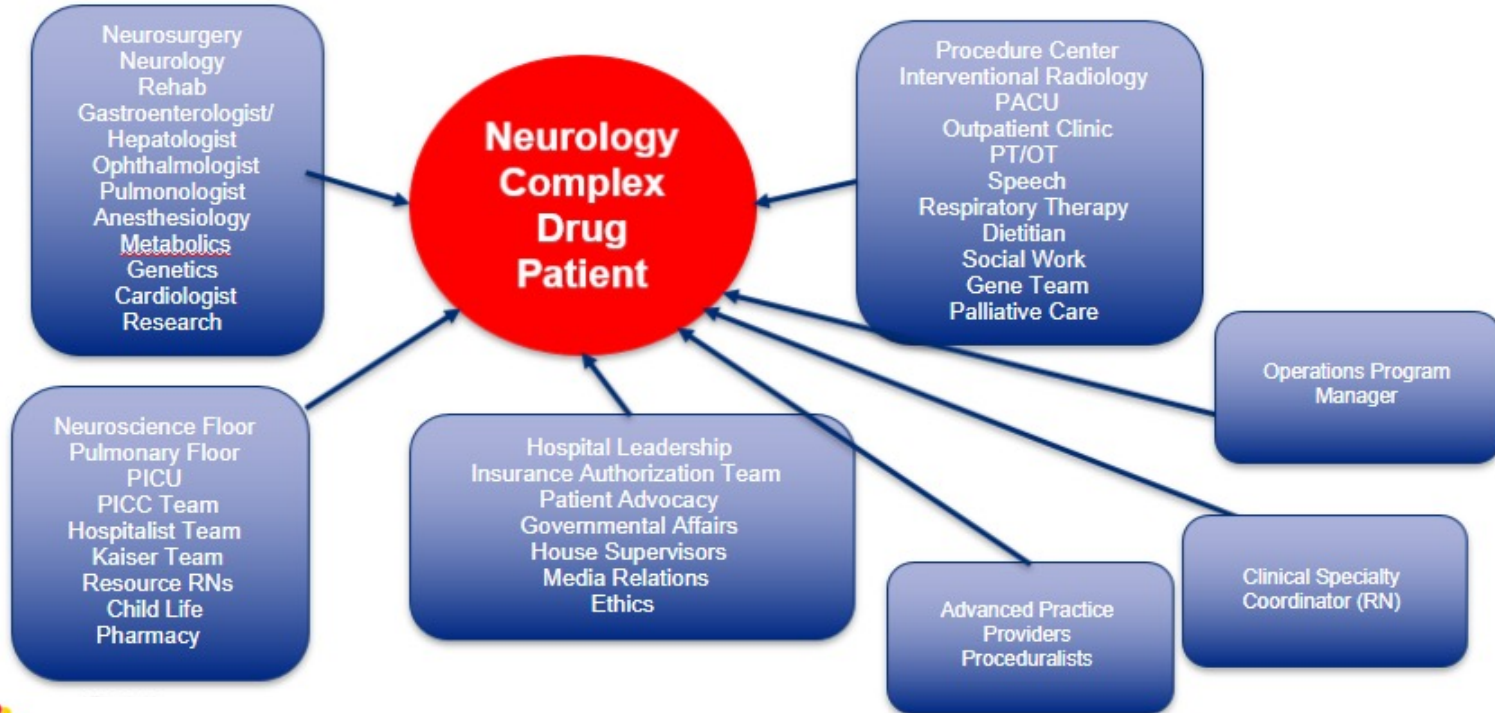 Neurosurgery
Neurology
Rehab
Gastroenterologist/
Hepatologist
Ophthalmologist
Pulmonologist
Anesthesiology
Metabolics
Genetics
Cardiologist
Research
Neurology
Complex
Drug
Patient
Procedure Center
Interventional Radiology
PACU
Outpatient Clinic
PT/OT
Speech
Respiratory Therapy
Dietitian
Social Work
Gene Team
Palliative Care
Operations Program
Manager
Neuroscience Floor
Pulmonary Floor
PICU
PICC Team
Hospitalist Team
Kaiser Team
Resource RNs
Child Life
Pharmacy
Hospital Leadership
Insurance Authorization Team
Patient Advocacy
Governmental Affairs
House Supervisors
Media Relations
Ethics
Advanced Practice
Providers
Proceduralists
Clinical Specialty
Coordinator (RN)